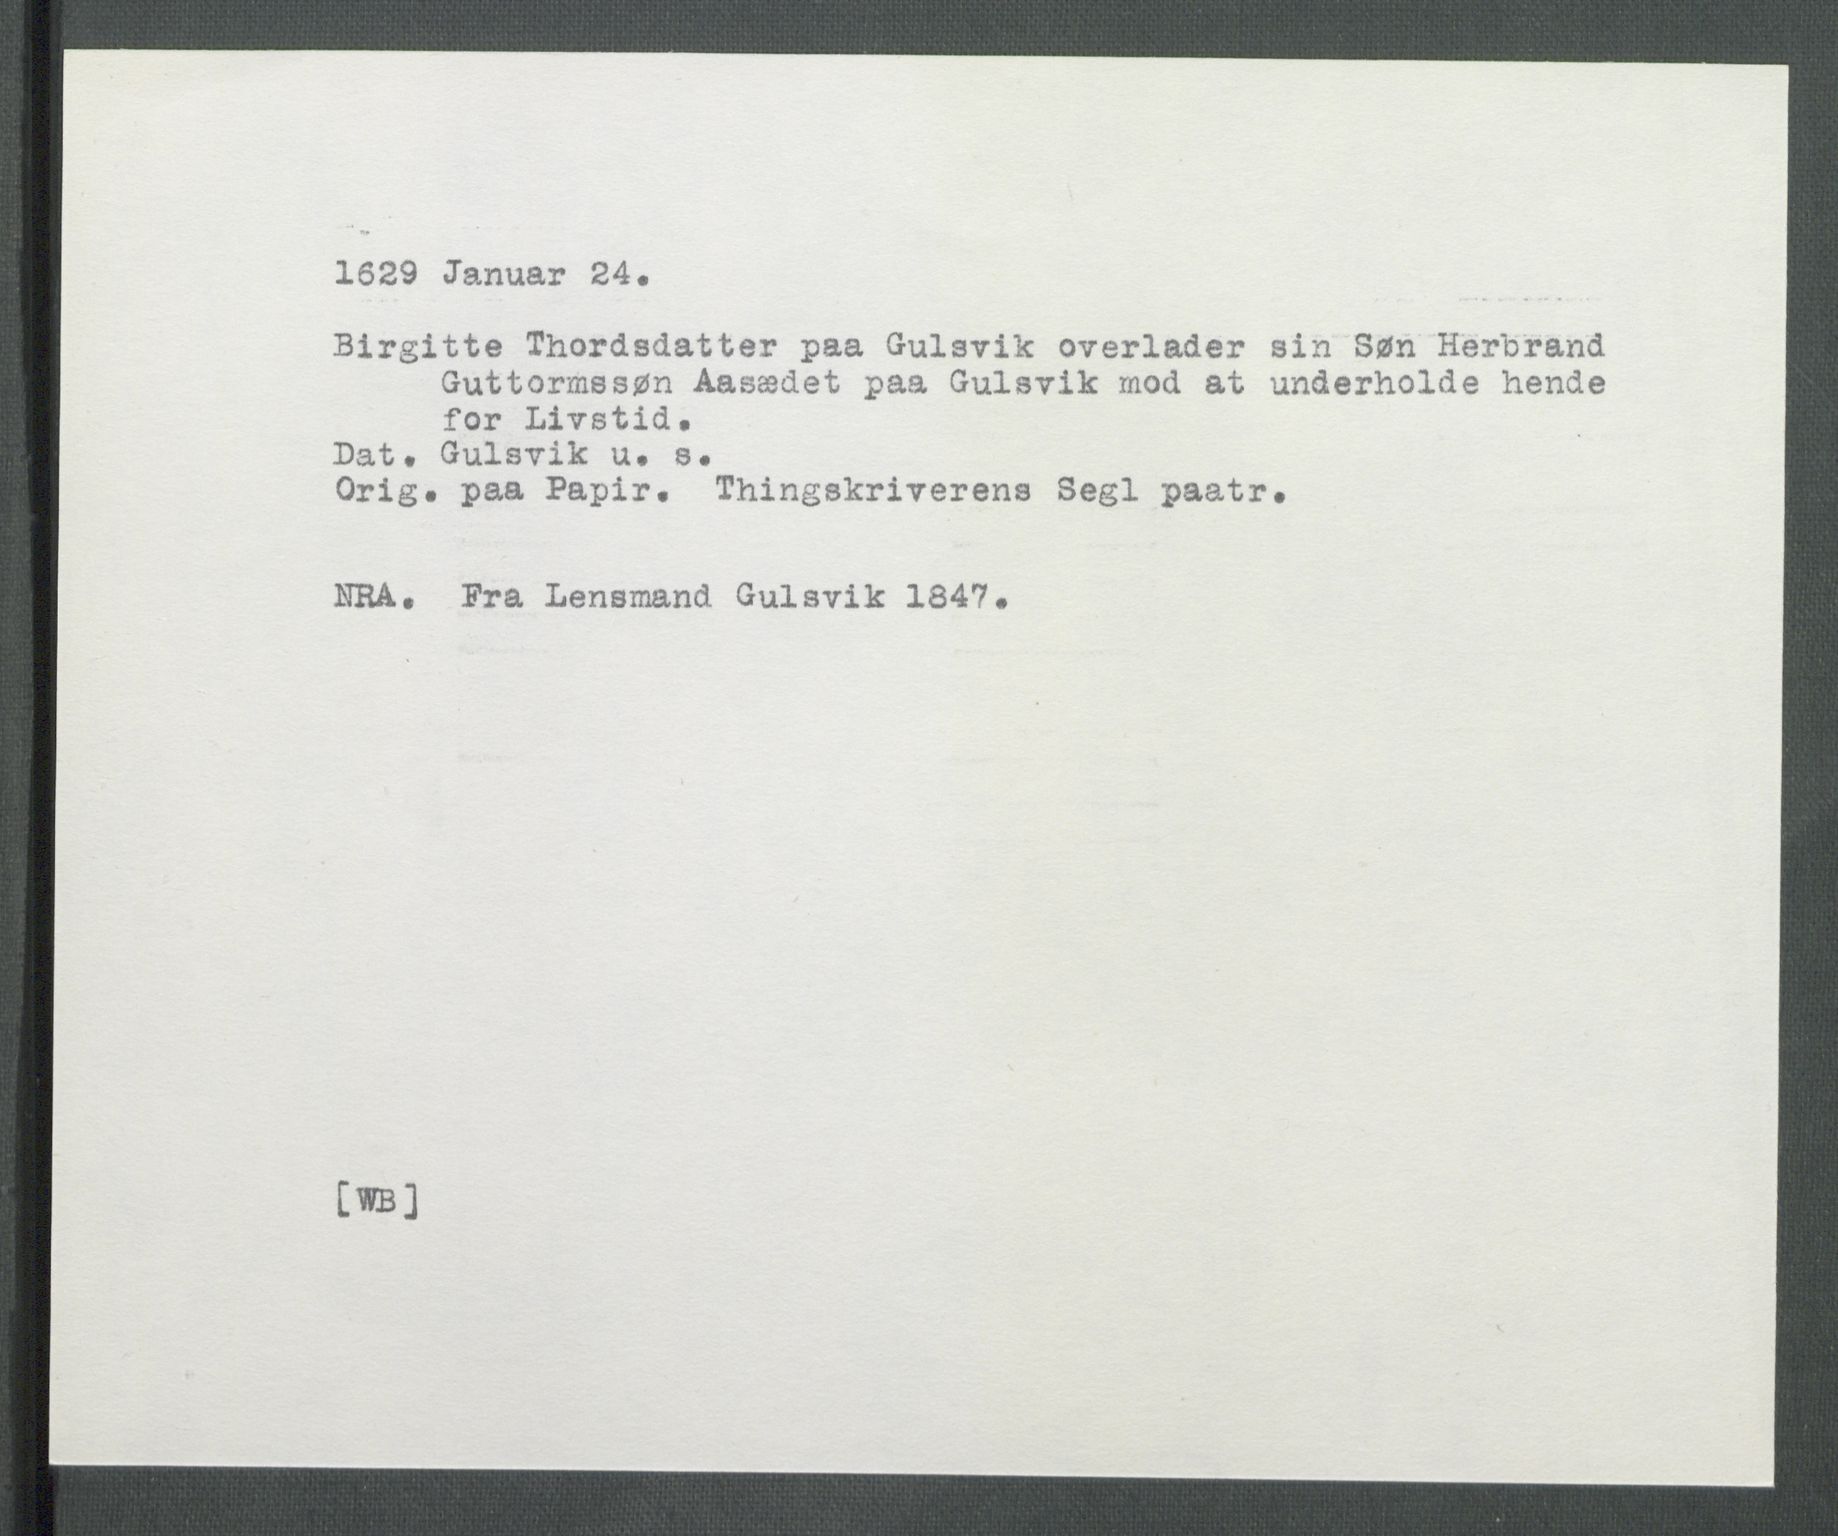 1629 Januar 24.
Birgitte Thordsdatter paa Gulsvik overlader sin Søn Herbrand
Guttormssøn Aasædet paa Gulsvik mod at underholde hende
for Livstid.
Dat. Gulsvik u. s.
Orig. paa Papir. Thingskriverens Segl paatr.
NRA. Fra Lensmand Gulsvik 1847.
[WB]